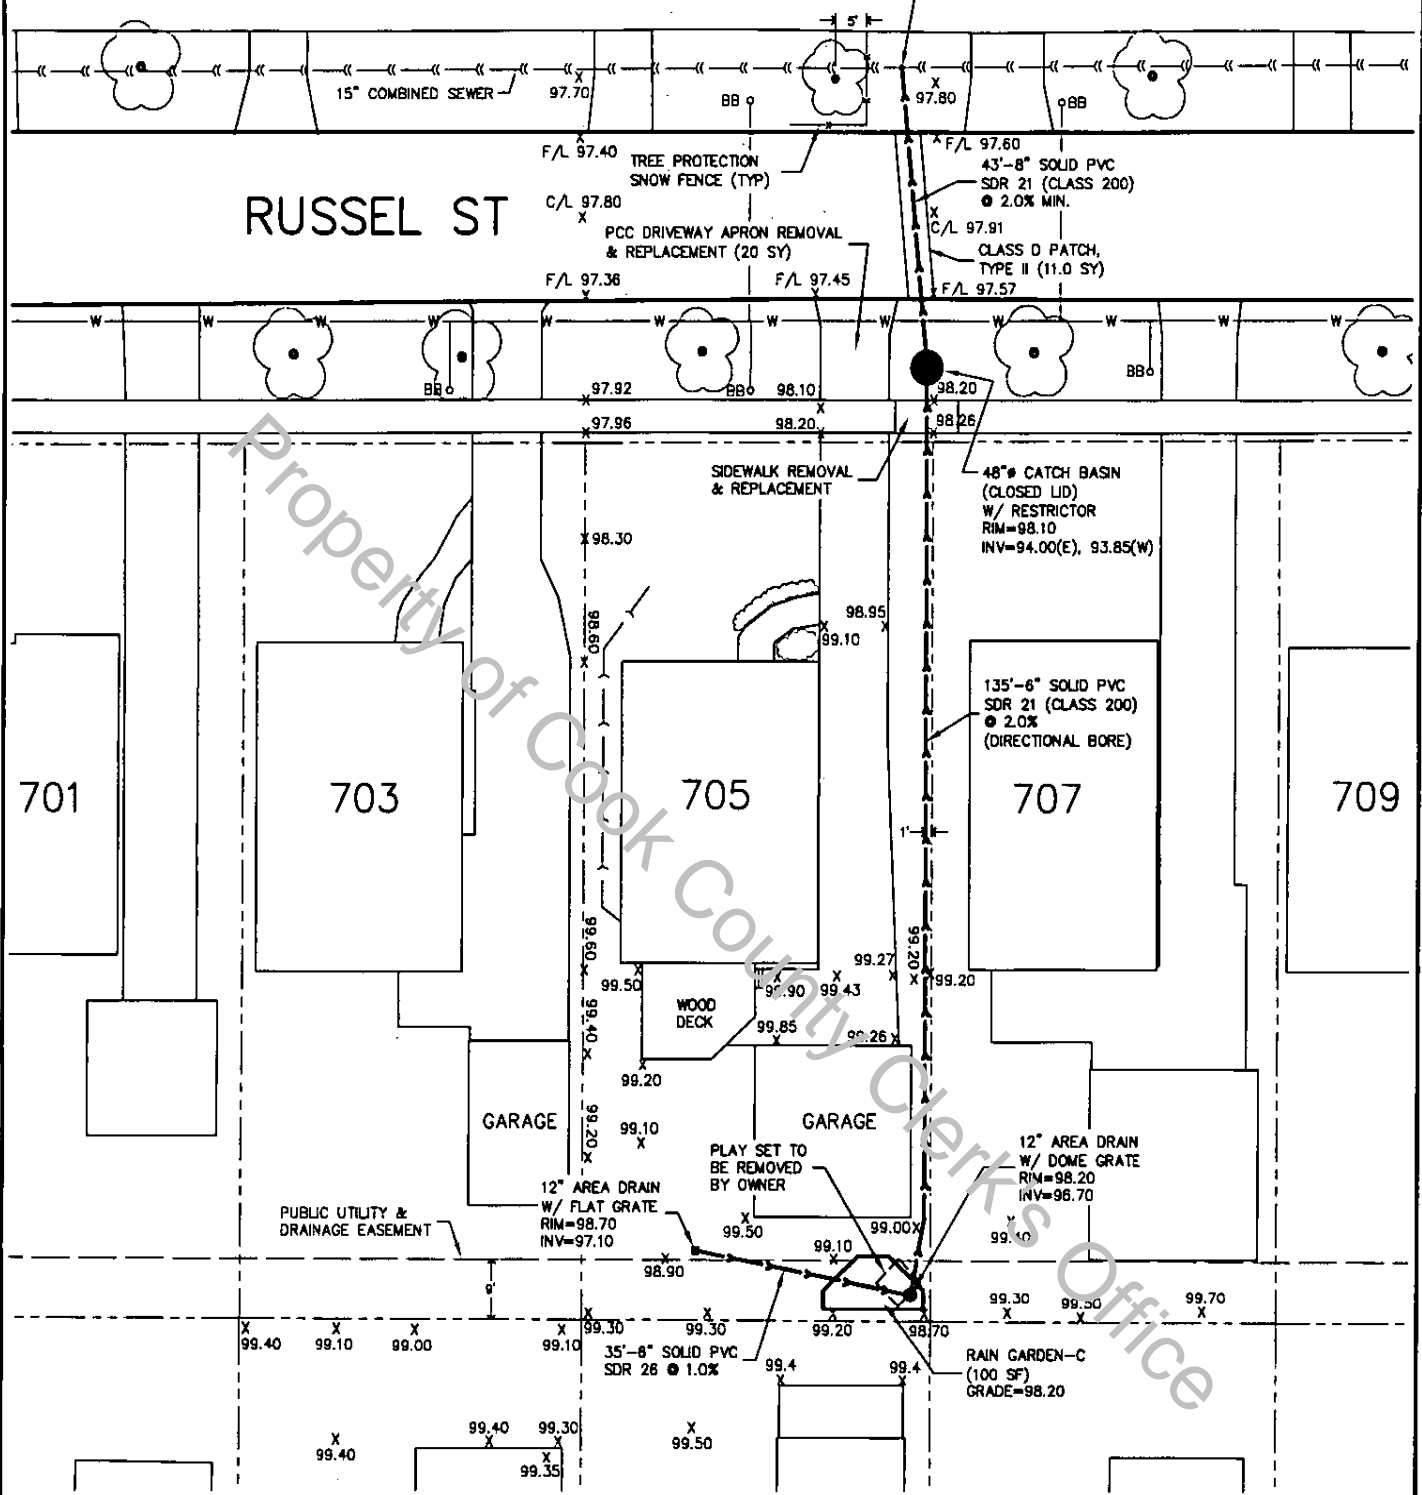 5'
15" COMBINED SEWER
97.70
BB
97.80
BB
F/L 97.40
F/L 97.60
TREE PROTECTION
SNOW FENCE (TYP)
43'-8" SOLID PVC
SDR 21 (CLASS 200)
@ 2.0% MIN.
RUSSEL ST
C/L 97.80
C/L 97.91
PCC DRIVEWAY APRON REMOVAL
& REPLACEMENT (20 SY)
CLASS D PATCH,
TYPE II (11.0 SY)
F/L 97.36
F/L 97.45
F/L 97.57
W W W W W W W W W W W W
BB
BB
BB
97.92
98.10
98.20
97.96
98.20
98.26
SIDEWALK REMOVAL
& REPLACEMENT
48"ø CATCH BASIN
(CLOSED LID)
W/ RESTRICTOR
RIM=98.10
INV=94.00(E), 93.85(W)
98.30
98.60
98.95
99.10
135'-6" SOLID PVC
SDR 21 (CLASS 200)
@ 2.0%
(DIRECTIONAL BORE)
701
703
705
707
709
1'
99.60
99.50
99.90
99.43
99.27
99.20
99.20
WOOD
DECK
99.40
99.85
99.26
99.20
99.20
99.10
GARAGE
GARAGE
PLAY SET TO
BE REMOVED
BY OWNER
12" AREA DRAIN
W/ DOME GRATE
RIM=98.20
INV=96.70
12" AREA DRAIN
W/ FLAT GRATE
RIM=98.70
INV=97.10
PUBLIC UTILITY &
DRAINAGE EASEMENT
99.50
99.00
99.10
98.90
9'
99.30
99.50
99.70
99.40
99.10
99.00
99.10
99.30
99.30
99.20
98.70
35'-6" SOLID PVC
SDR 26 @ 1.0%
99.4
99.4
RAIN GARDEN-C
(100 SF)
GRADE=98.20
99.40
99.40
99.30
99.35
99.50
Property of Cook County Clerk's Office